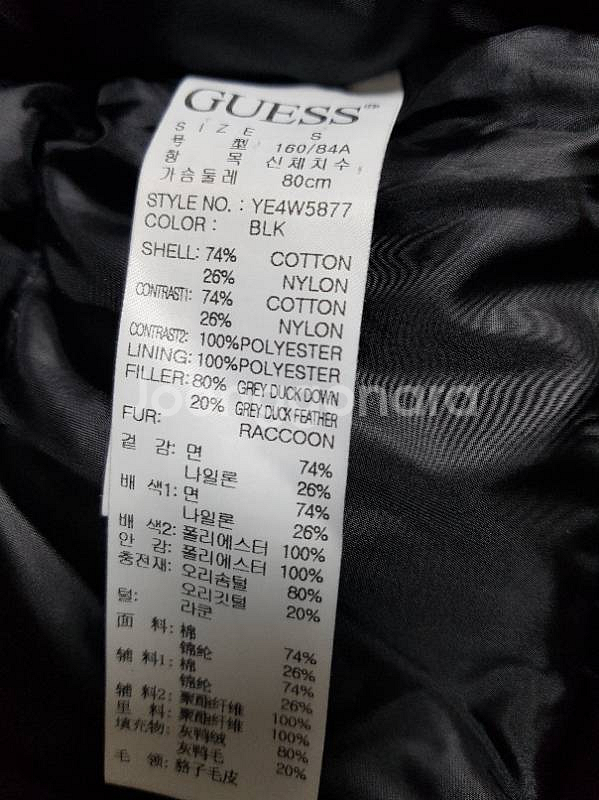 GUESS
SIZE S
号 型 160/84A
항 목 신체치수
가슴둘레 80cm
STYLE NO. : YE4W5877
COLOR : BLK
SHELL: 74% COTTON
26% NYLON
CONTRAST1: 74% COTTON
26% NYLON
CONTRAST2: 100% POLYESTER
LINING: 100% POLYESTER
FILLER: 80% GREY DUCK DOWN
20% GREY DUCK FEATHER
FUR: RACCOON
겉 감: 면 74%
나일론 26%
배 색1: 면 74%
나일론 26%
배 색2: 폴리에스터 100%
안 감: 폴리에스터 100%
충전재: 오리솜털 80%
오리깃털 20%
털: 라쿤
面 料: 棉 74%
锦纶 26%
辅 料1: 棉 74%
锦纶 26%
辅 料2: 聚酯纤维 100%
里 料: 聚酯纤维 100%
填充物: 灰鸭绒 80%
灰鸭毛 20%
毛 领: 貉子毛皮